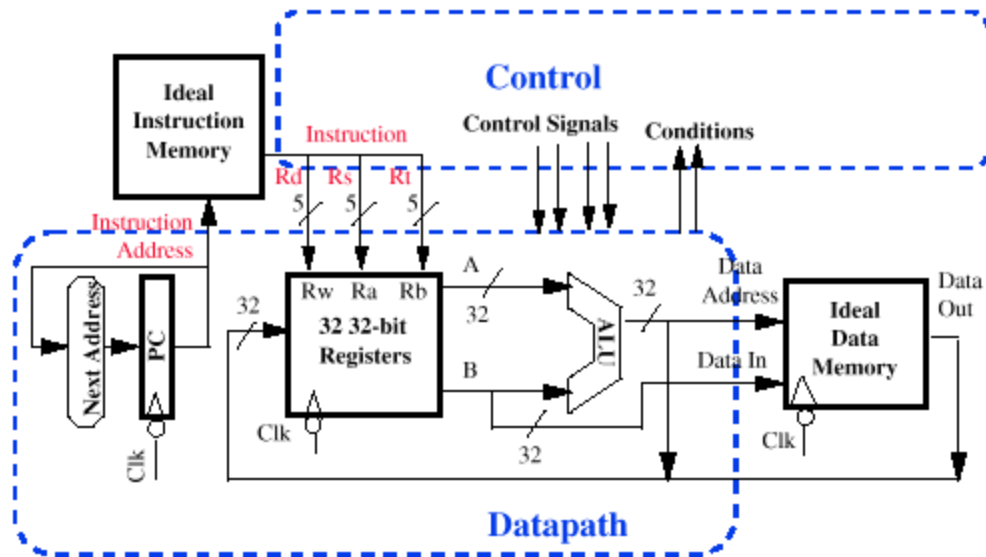 Control
Ideal
Instruction
Memory
Instruction
Control Signals
Conditions
Rd Rs Rt
5 5 5
Instruction
Address
Rw Ra Rb
32 32-bit
Registers
Clk
32
Next Address
PC
Clk
A
32
B
32
ALU
32
Data
Address
Data In
Ideal
Data
Memory
Clk
Data
Out
Datapath